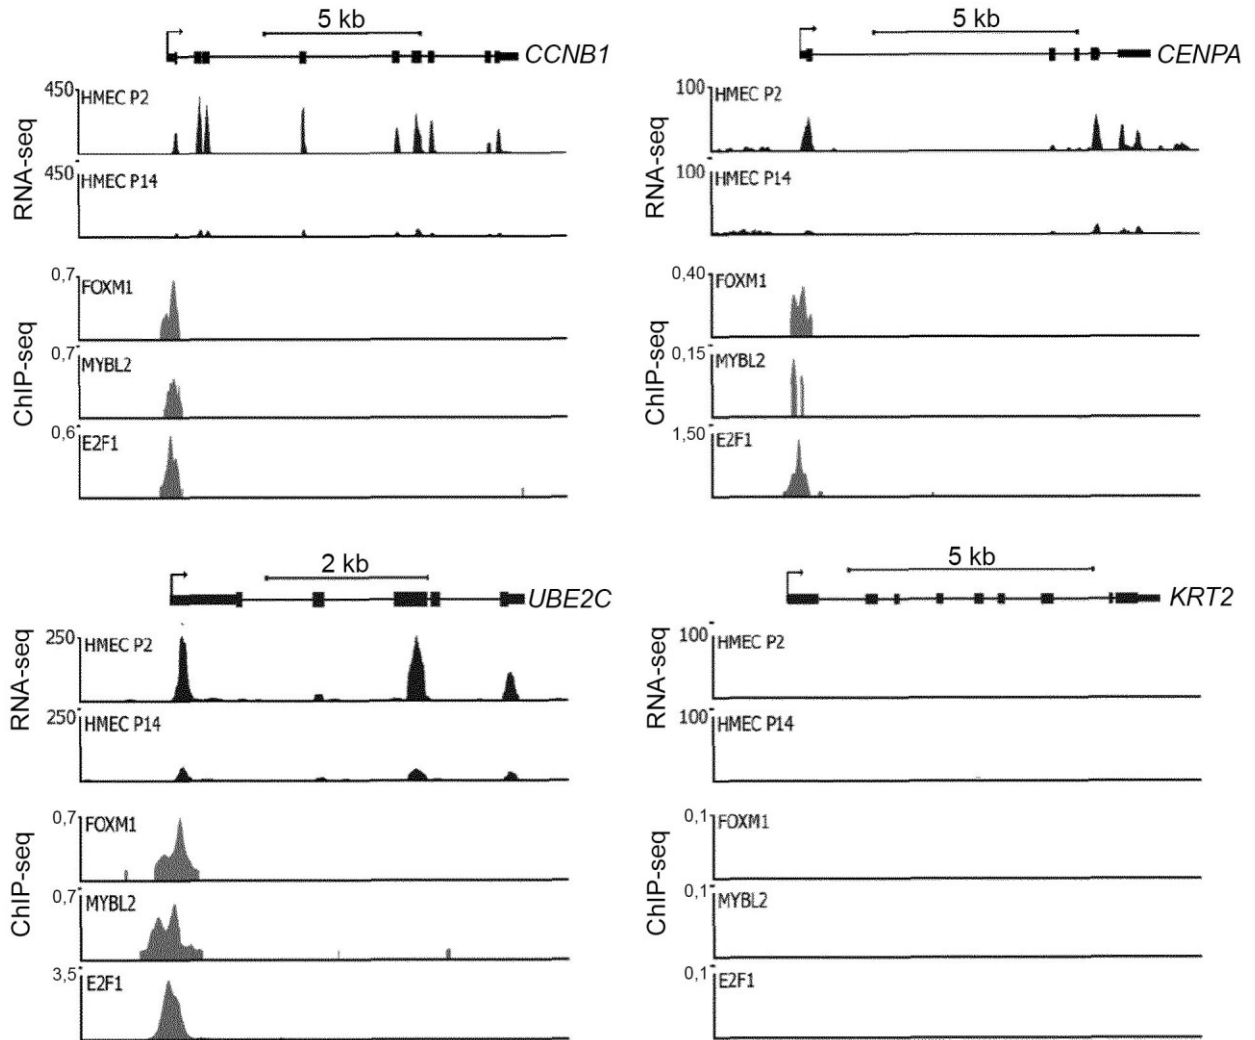 5 kb
CCNB1
RNA-seq
450
HMEC P2
450
HMEC P14
ChIP-seq
0,7
FOXM1
0,7
MYBL2
0,6
E2F1
5 kb
CENPA
RNA-seq
100
HMEC P2
100
HMEC P14
ChIP-seq
0,40
FOXM1
0,15
MYBL2
1,50
E2F1
2 kb
UBE2C
RNA-seq
250
HMEC P2
250
HMEC P14
ChIP-seq
0,7
FOXM1
0,7
MYBL2
3,5
E2F1
5 kb
KRT2
RNA-seq
100
HMEC P2
100
HMEC P14
ChIP-seq
0,1
FOXM1
0,1
MYBL2
0,1
E2F1